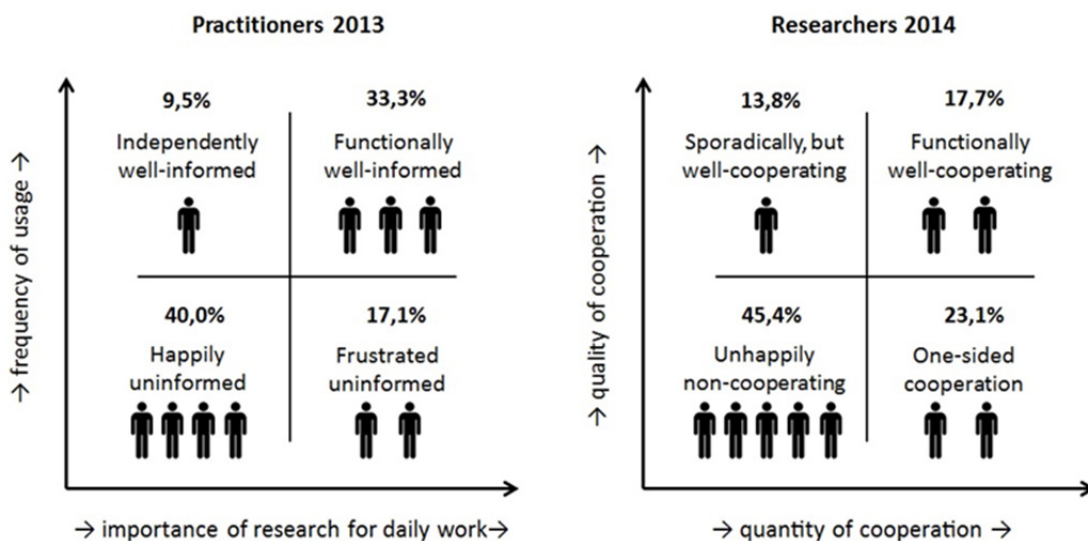 Practitioners 2013
9,5%
Independently
well-informed
33,3%
Functionally
well-informed
40,0%
Happily
uninformed
17,1%
Frustrated
uninformed
→ frequency of usage →
→ importance of research for daily work→
Researchers 2014
13,8%
Sporadically, but
well-cooperating
17,7%
Functionally
well-cooperating
45,4%
Unhappily
non-cooperating
23,1%
One-sided
cooperation
→ quality of cooperation →
→ quantity of cooperation →